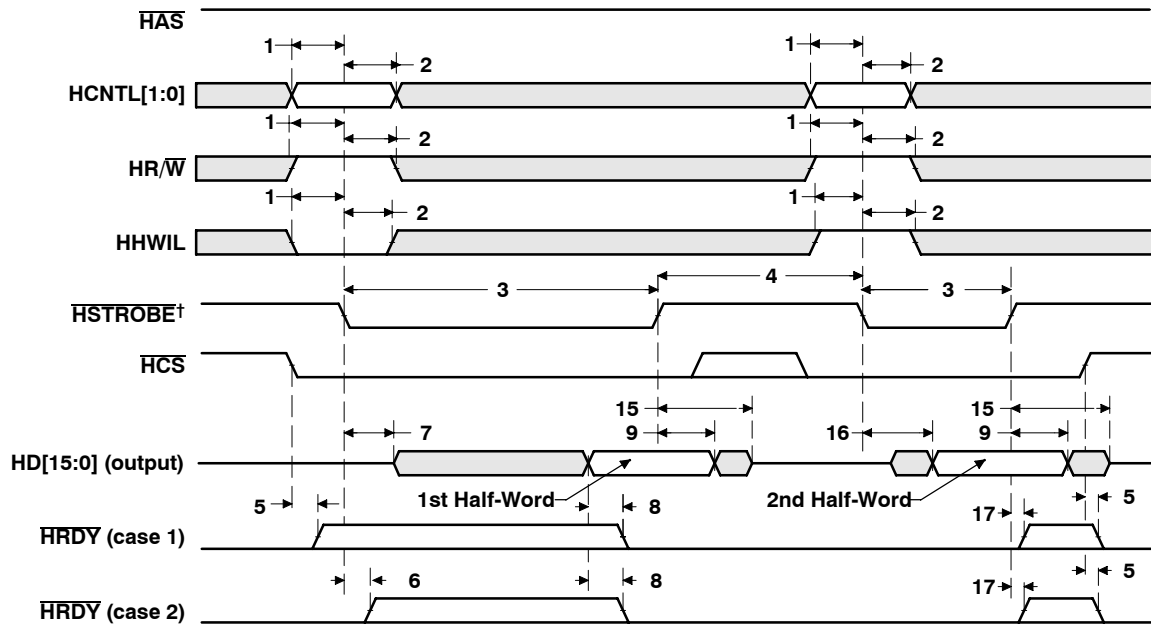 HAS
1
2
1
2
HCNTL[1:0]
1
2
1
2
HR/W
1
2
1
2
HHWIL
3
4
3
HSTROBE†
HCS
7
15
9
16
15
9
HD[15:0] (output)
1st Half-Word
2nd Half-Word
5
8
17
5
HRDY (case 1)
6
8
17
5
HRDY (case 2)